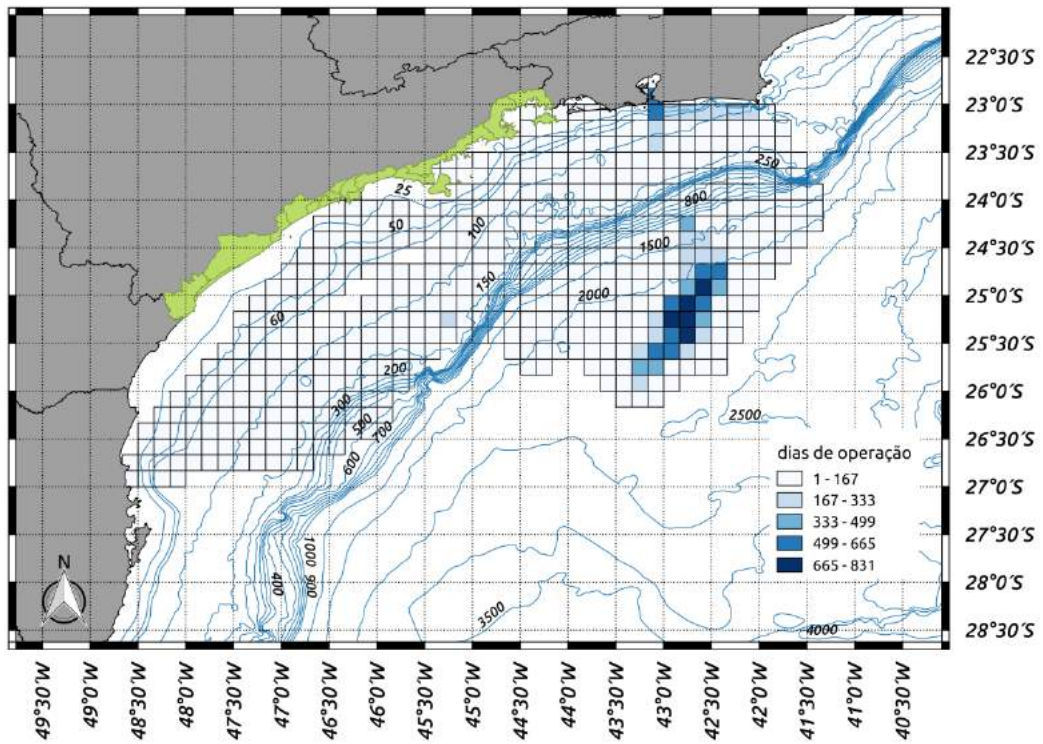 22°30'S
23°0'S
23°30'S
24°0'S
24°30'S
25°0'S
25°30'S
26°0'S
26°30'S
27°0'S
27°30'S
28°0'S
28°30'S
250
25
800
50
100
1500
150
2000
60
200
300
500
700
600
2500
1000
900
400
3500
4000
dias de operação
1 - 167
167 - 333
333 - 499
499 - 665
665 - 831
N
49°30'W
49°0'W
48°30'W
48°0'W
47°30'W
47°0'W
46°30'W
46°0'W
45°30'W
45°0'W
44°30'W
44°0'W
43°30'W
43°0'W
42°30'W
42°0'W
41°30'W
41°0'W
40°30'W